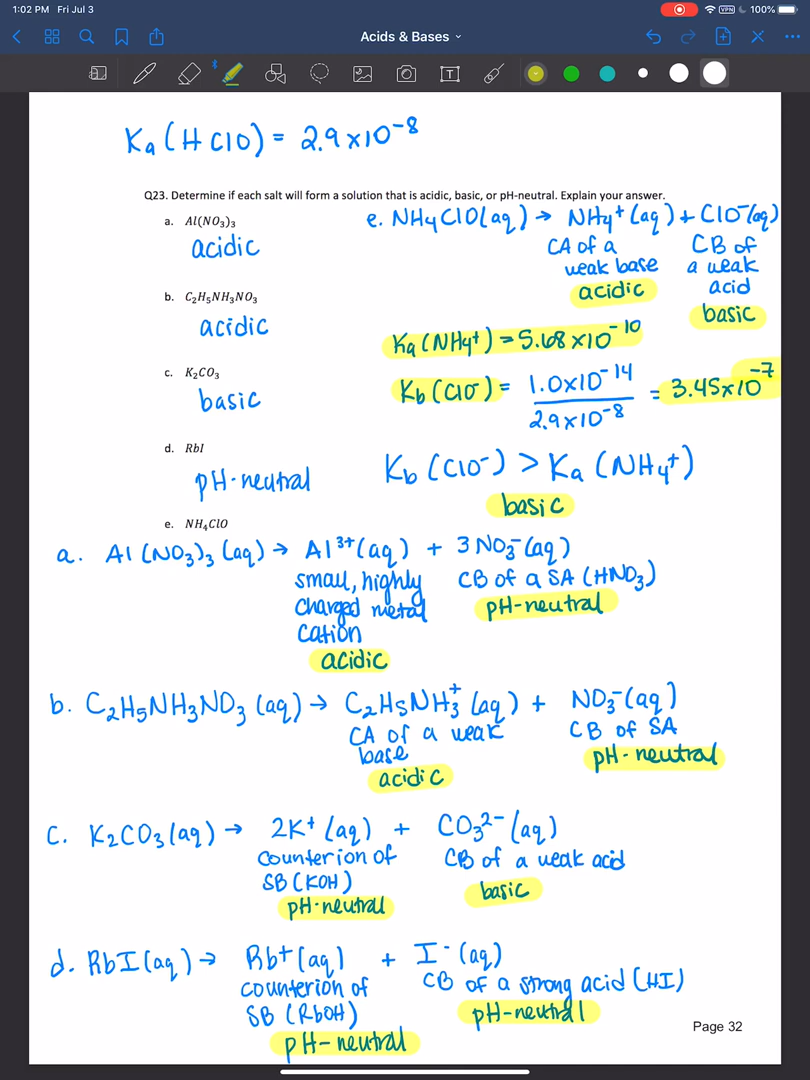 1:02 PM Fri Jul 3
VPN 100%
Acids & Bases
T
Ka (HClO) = 2.9 x 10⁻⁸
Q23. Determine if each salt will form a solution that is acidic, basic, or pH-neutral. Explain your answer.
a. Al(NO₃)₃
acidic
b. C₂H₅NH₃NO₃
acidic
c. K₂CO₃
basic
d. RbI
pH-neutral
e. NH₄ClO
e. NH₄ClO(aq) → NH₄⁺(aq) + ClO⁻(aq)
CA of a
weak base
acidic
CB of
a weak
acid
basic
Ka (NH₄⁺) = 5.68 x 10⁻¹⁰
Kb (ClO⁻) = 1.0x10⁻¹⁴ / 2.9 x10⁻⁸ = 3.45x10⁻⁷
Kb (ClO⁻) > Ka (NH₄⁺)
basic
a. Al(NO₃)₃ (aq) → Al³⁺(aq) + 3NO₃⁻(aq)
small, highly
charged metal
cation
acidic
CB of a SA (HNO₃)
pH-neutral
b. C₂H₅NH₃NO₃ (aq) → C₂H₅NH₃⁺ (aq) + NO₃⁻(aq)
CA of a weak
base
acidic
CB of SA
pH-neutral
C. K₂CO₃(aq) → 2K⁺ (aq) + CO₃²⁻ (aq)
counterion of
SB (KOH)
pH-neutral
CB of a weak acid
basic
d. RbI(aq) → Rb⁺(aq) + I⁻ (aq)
counterion of
SB (RbOH)
pH-neutral
CB of a strong acid (HI)
pH-neutral
Page 32